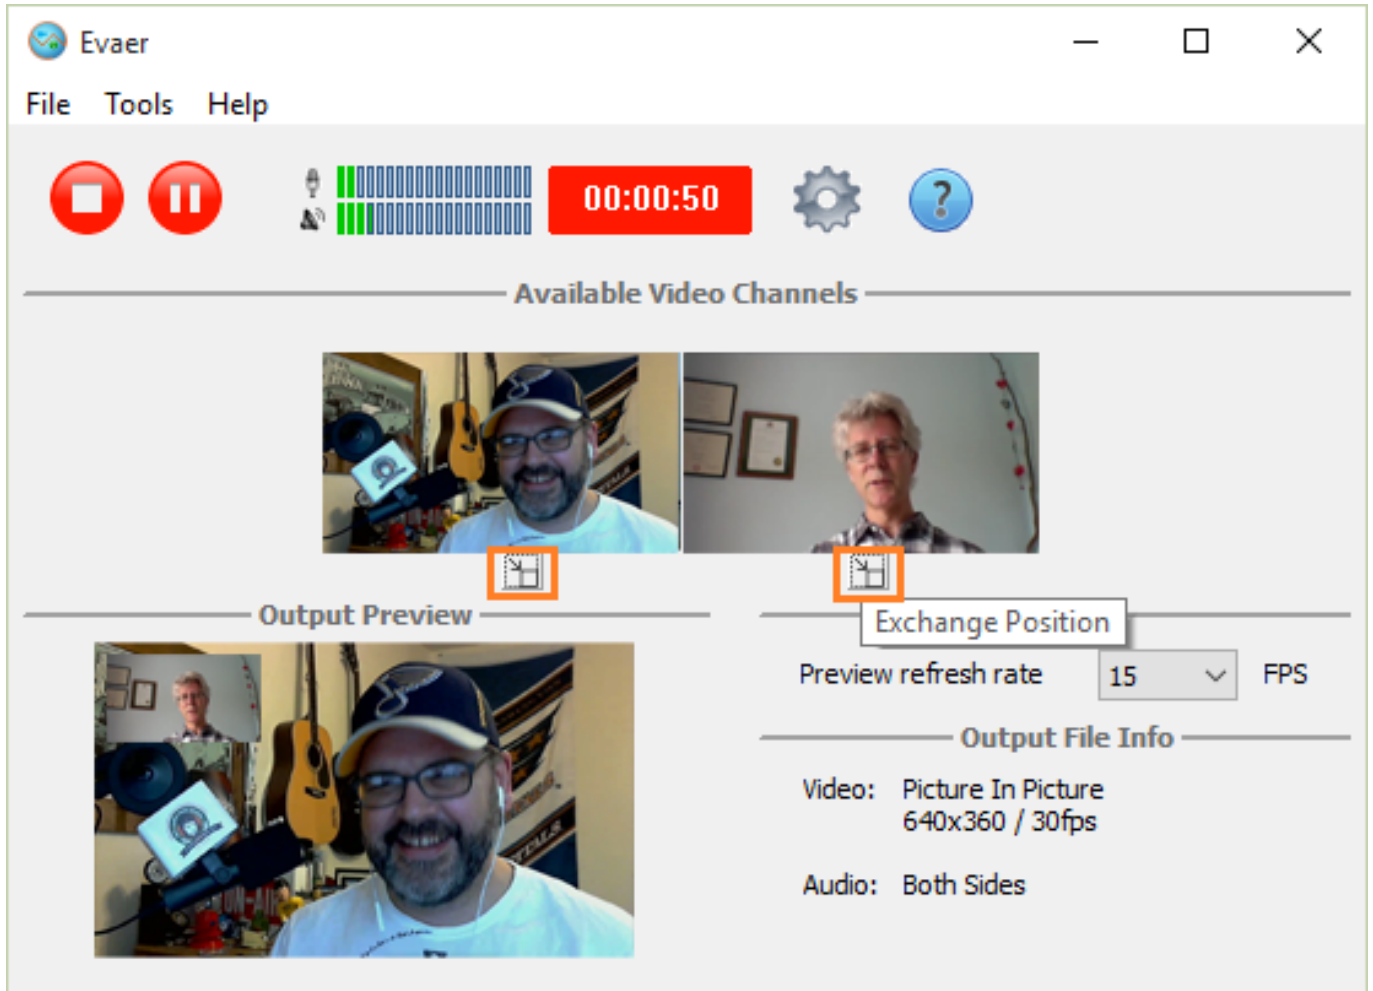 Evaer
File Tools Help
00:00:50
Available Video Channels
Output Preview
Exchange Position
Preview refresh rate 15 FPS
Output File Info
Video: Picture In Picture
640x360 / 30fps
Audio: Both Sides